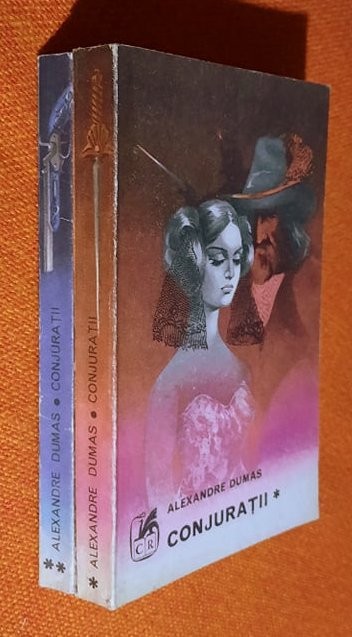 ** ALEXANDRE DUMAS • CONJURAȚII
* ALEXANDRE DUMAS • CONJURAȚII
ALEXANDRE DUMAS
CONJURAȚII *
CR